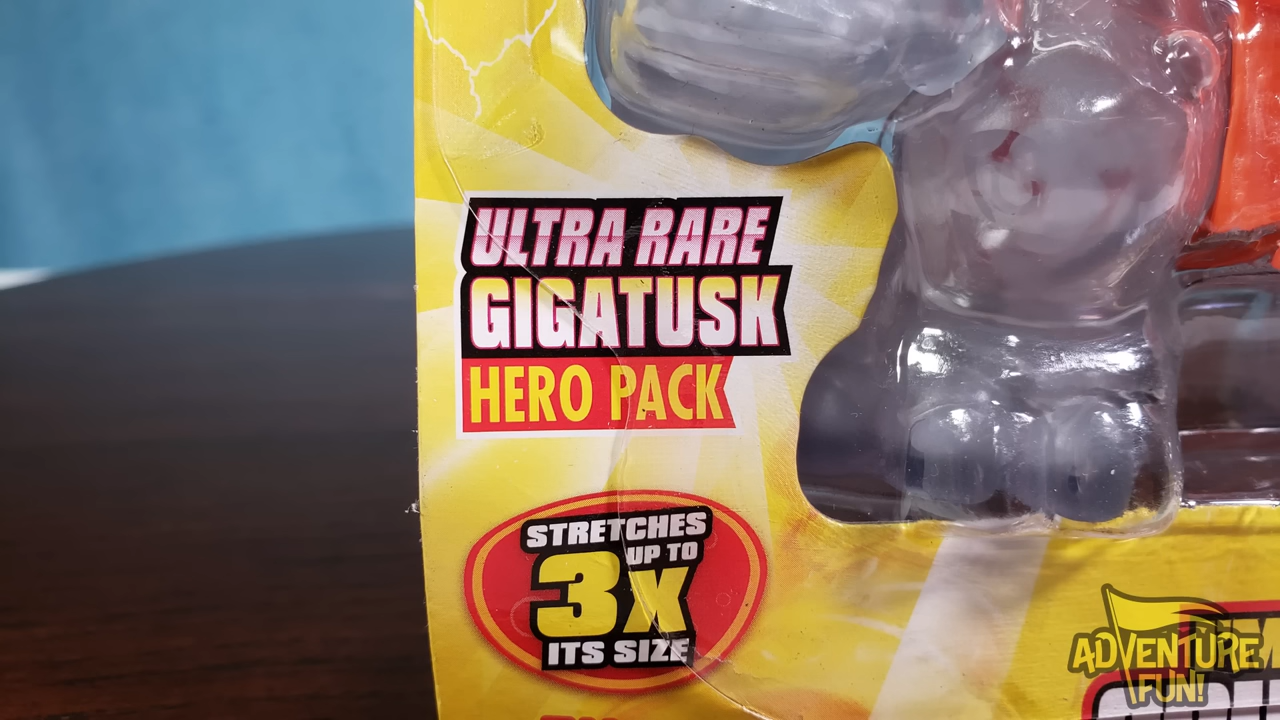 ULTRA RARE
GIGATUSK
HERO PACK
STRETCHES
UP TO
3X
ITS SIZE
ADVENTURE
FUN!